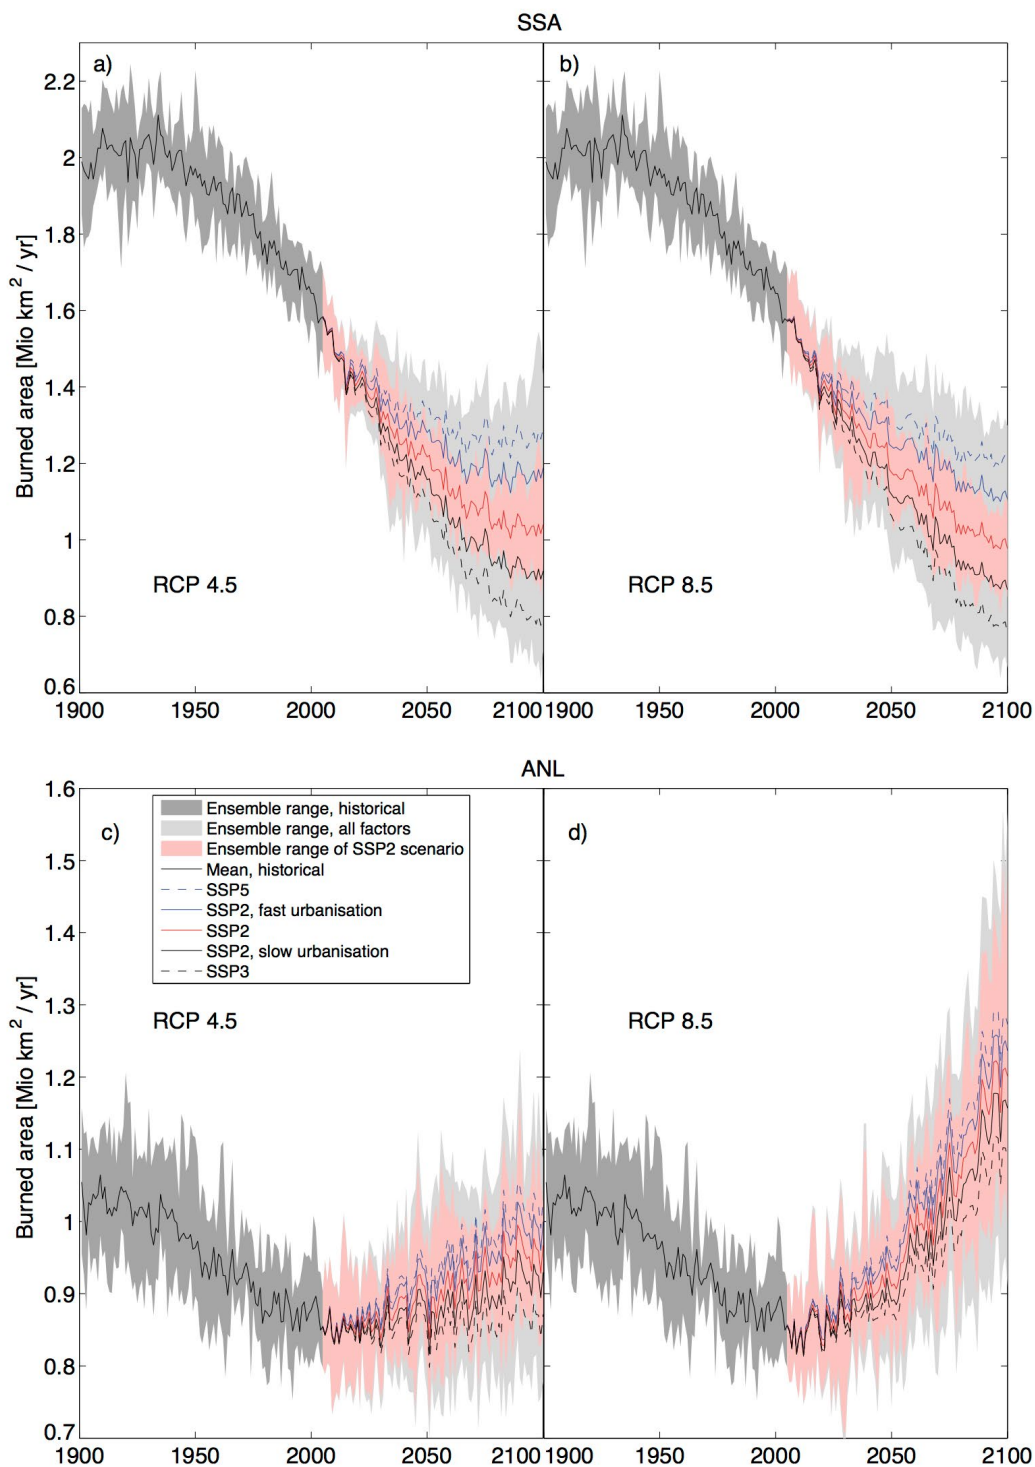 SSA
a)
b)
2.2
2
1.8
1.6
1.4
1.2
1
0.8
0.6
Burned area [Mio km² / yr]
RCP 4.5
RCP 8.5
1900 1950 2000 2050 2100 1900 1950 2000 2050 2100
ANL
1.6
1.5
1.4
1.3
1.2
1.1
1
0.9
0.8
0.7
Burned area [Mio km² / yr]
c)
d)
Ensemble range, historical
Ensemble range, all factors
Ensemble range of SSP2 scenario
Mean, historical
SSP5
SSP2, fast urbanisation
SSP2
SSP2, slow urbanisation
SSP3
RCP 4.5
RCP 8.5
1900 1950 2000 2050 2100 1900 1950 2000 2050 2100